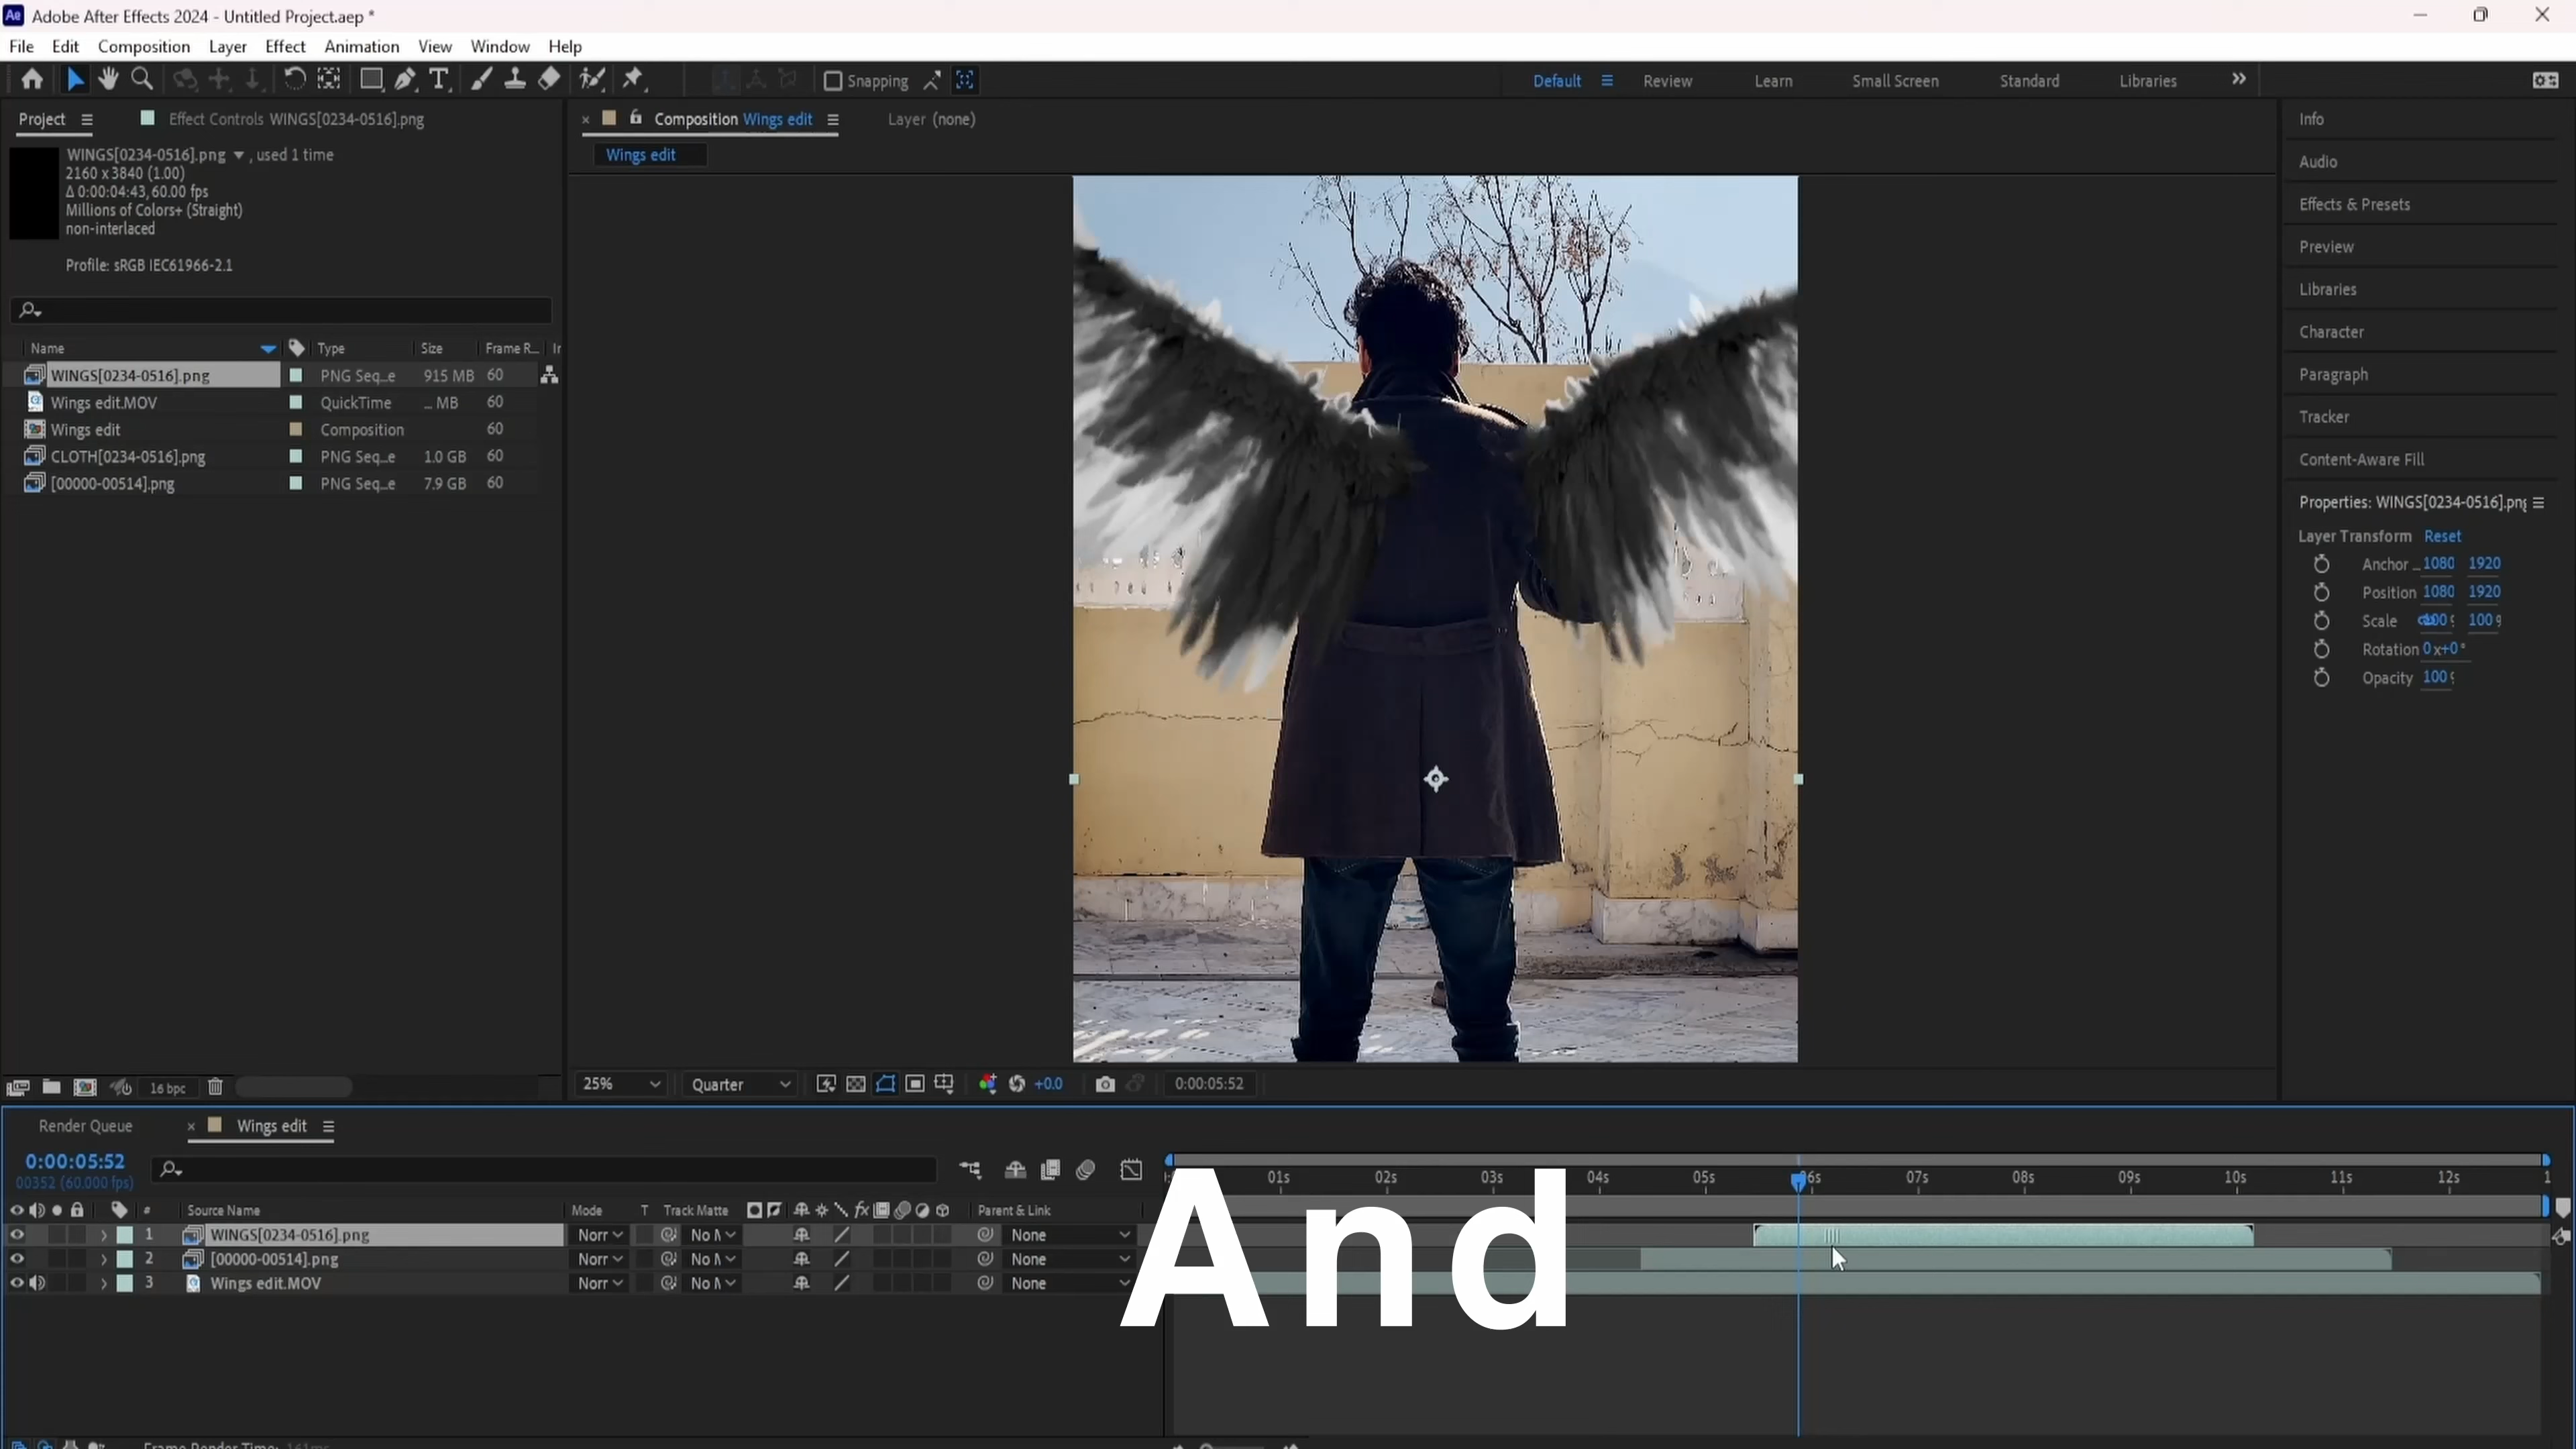 Adobe After Effects 2024 - Untitled Project.aep *
File Edit Composition Layer Effect Animation View Window Help
Snapping
Default Review Learn Small Screen Standard Libraries
Project Effect Controls WINGS[0234-0516].png
WINGS[0234-0516].png , used 1 time
2160 x 3840 (1.00)
Δ 0:00:04:43, 60.00 fps
Millions of Colors+ (Straight)
non-interlaced
Profile: sRGB IEC61966-2.1
Name Type Size Frame R... Ir
WINGS[0234-0516].png PNG Seq...e 915 MB 60
Wings edit.MOV QuickTime ... MB 60
Wings edit Composition 60
CLOTH[0234-0516].png PNG Seq...e 1.0 GB 60
[00000-00514].png PNG Seq...e 7.9 GB 60
16 bpc
Composition Wings edit Layer (none)
Wings edit
25% Quarter +0.0 0:00:05:52
Info
Audio
Effects & Presets
Preview
Libraries
Character
Paragraph
Tracker
Content-Aware Fill
Properties: WINGS[0234-0516].png
Layer Transform Reset
Anchor ... 1080 1920
Position 1080 1920
Scale 100 100
Rotation 0x+0°
Opacity 100
Render Queue Wings edit
0:00:05:52
00352 (60.000 fps)
01s 02s 03s 04s 05s 06s 07s 08s 09s 10s 11s 12s 1
# Source Name Mode T Track Matte fx Parent & Link
1 WINGS[0234-0516].png Norr No None
2 [00000-00514].png Norr No None
3 Wings edit.MOV Norr No None
And
Frame Render Time: 161ms